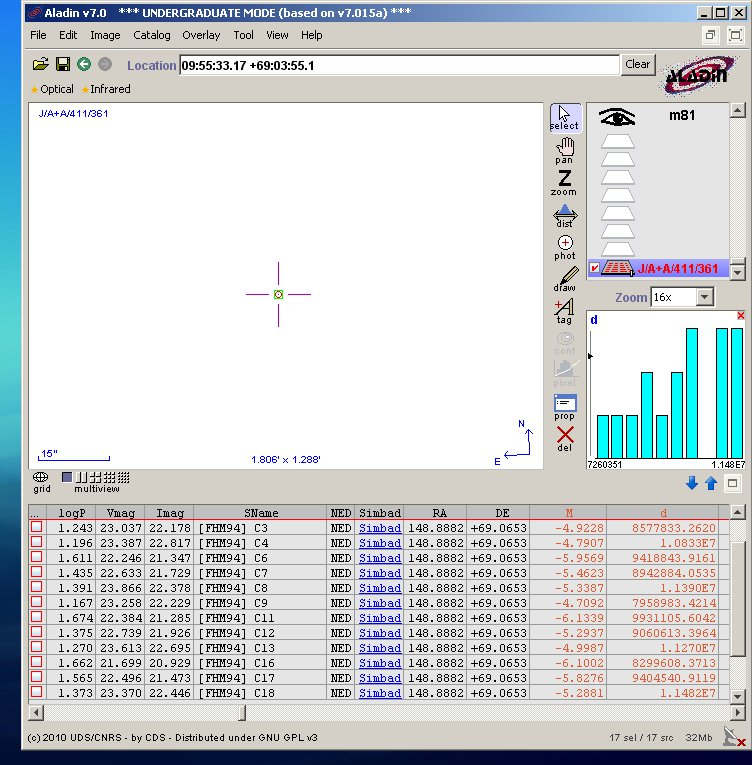 Aladin v7.0 *** UNDERGRADUATE MODE (based on v7.015a) ***
File Edit Image Catalog Overlay Tool View Help
Location 09:55:33.17 +69:03:55.1 Clear
ALADIN
Optical Infrared
J/A+A/411/361
select
pan
zoom
dist
phot
draw
tag
cont
pixel
prop
del
m81
J/A+A/411/361
Zoom 16x
d
7260351 1.148E7
15"
1.806' x 1.288'
N
E
grid
multiview
... logP Vmag Imag SName NED Simbad RA DE M d
1.243 23.037 22.178 [FHM94] C3 NED Simbad 148.8882 +69.0653 -4.9228 8577833.2620
1.196 23.387 22.817 [FHM94] C4 NED Simbad 148.8882 +69.0653 -4.7907 1.0833E7
1.611 22.246 21.347 [FHM94] C6 NED Simbad 148.8882 +69.0653 -5.9569 9418843.9161
1.435 22.633 21.729 [FHM94] C7 NED Simbad 148.8882 +69.0653 -5.4623 8942884.0535
1.391 23.866 22.378 [FHM94] C8 NED Simbad 148.8882 +69.0653 -5.3387 1.1390E7
1.167 23.258 22.229 [FHM94] C9 NED Simbad 148.8882 +69.0653 -4.7092 7958983.4214
1.674 22.384 21.285 [FHM94] C11 NED Simbad 148.8882 +69.0653 -6.1339 9931105.6042
1.375 22.739 21.926 [FHM94] C12 NED Simbad 148.8882 +69.0653 -5.2937 9060613.3964
1.270 23.613 22.695 [FHM94] C13 NED Simbad 148.8882 +69.0653 -4.9987 1.1270E7
1.662 21.699 20.929 [FHM94] C16 NED Simbad 148.8882 +69.0653 -6.1002 8299608.3713
1.565 22.496 21.473 [FHM94] C17 NED Simbad 148.8882 +69.0653 -5.8276 9404540.9119
1.373 23.370 22.446 [FHM94] C18 NED Simbad 148.8882 +69.0653 -5.2881 1.1482E7
(c) 2010 UDS/CNRS - by CDS - Distributed under GNU GPL v3 17 sel / 17 src 32Mb